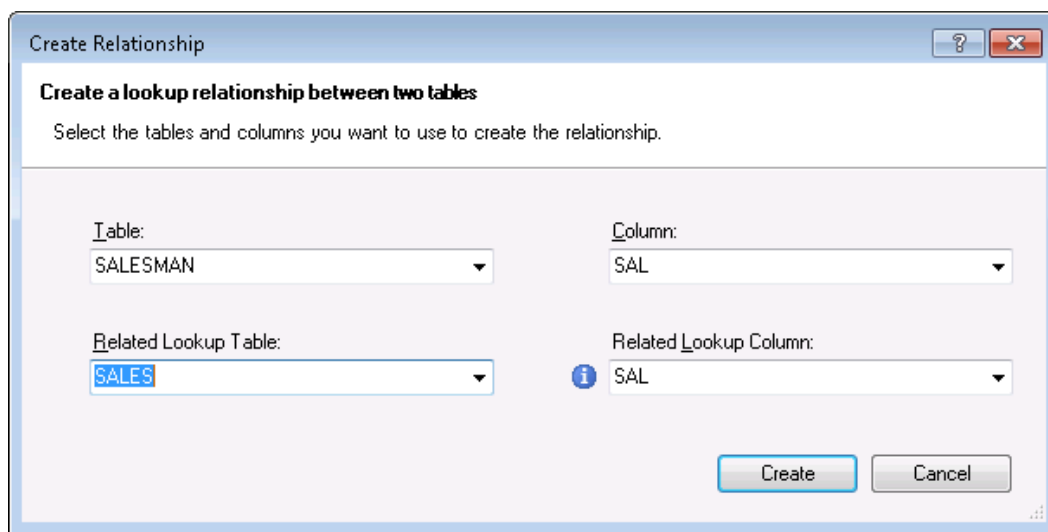 Create Relationship
Create a lookup relationship between two tables
Select the tables and columns you want to use to create the relationship.
Table: Column:
SALESMAN SAL
Related Lookup Table: Related Lookup Column:
SALES SAL
Create Cancel